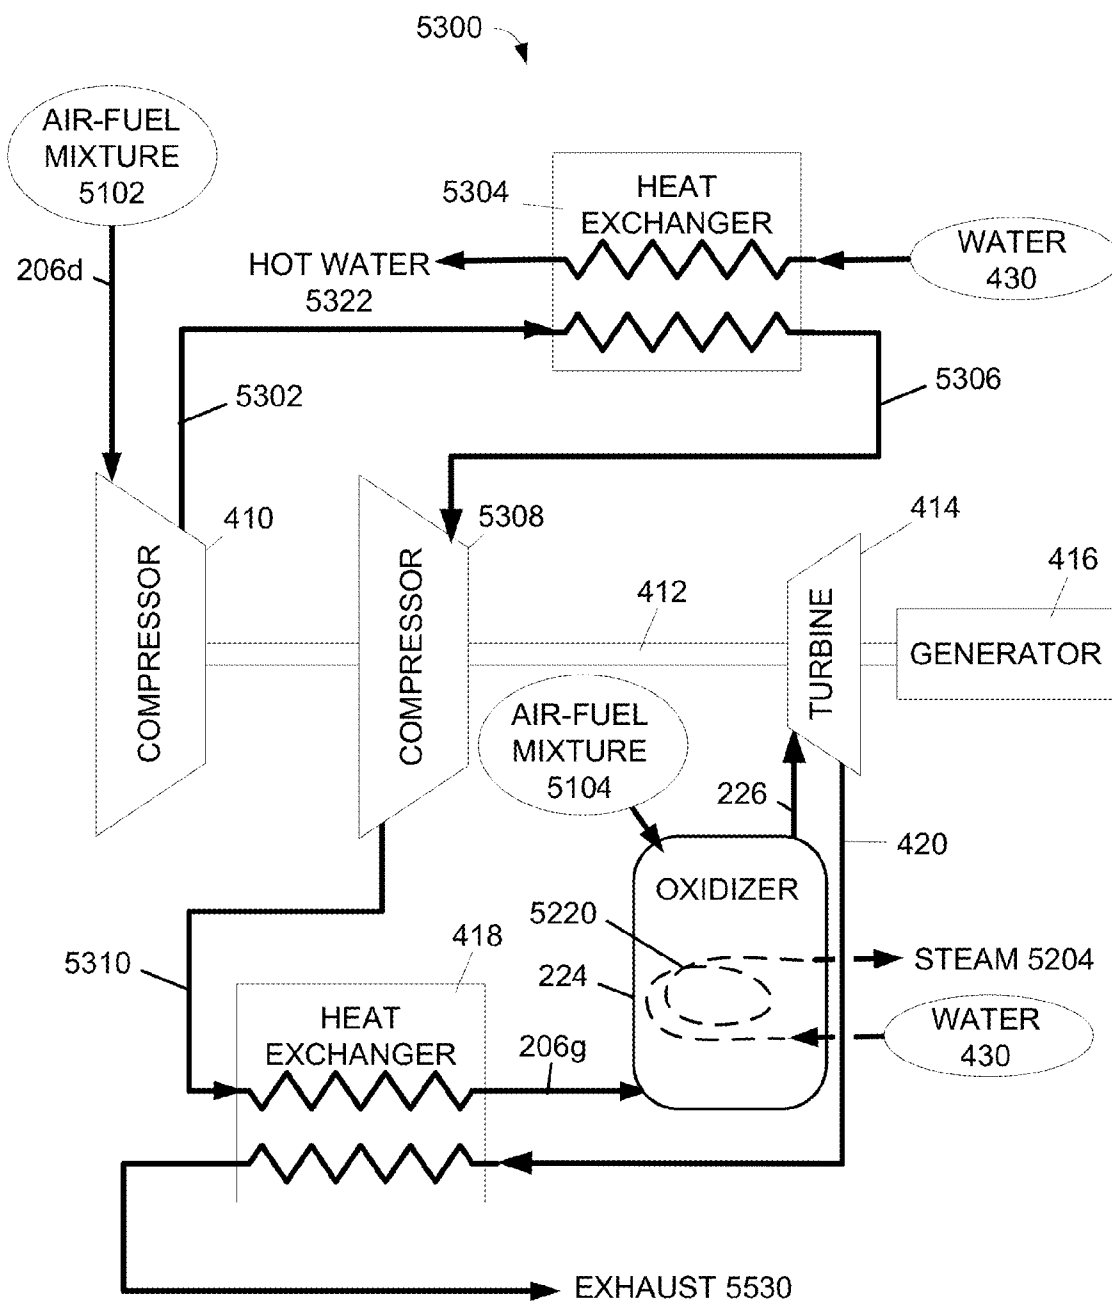 5300
AIR-FUEL
MIXTURE
5102
206d
5304
HEAT
EXCHANGER
HOT WATER
5322
WATER
430
5302
5306
410
5308
414
416
COMPRESSOR
COMPRESSOR
412
TURBINE
GENERATOR
AIR-FUEL
MIXTURE
5104
226
420
OXIDIZER
5220
418
5310
224
STEAM 5204
HEAT
EXCHANGER
206g
WATER
430
EXHAUST 5530